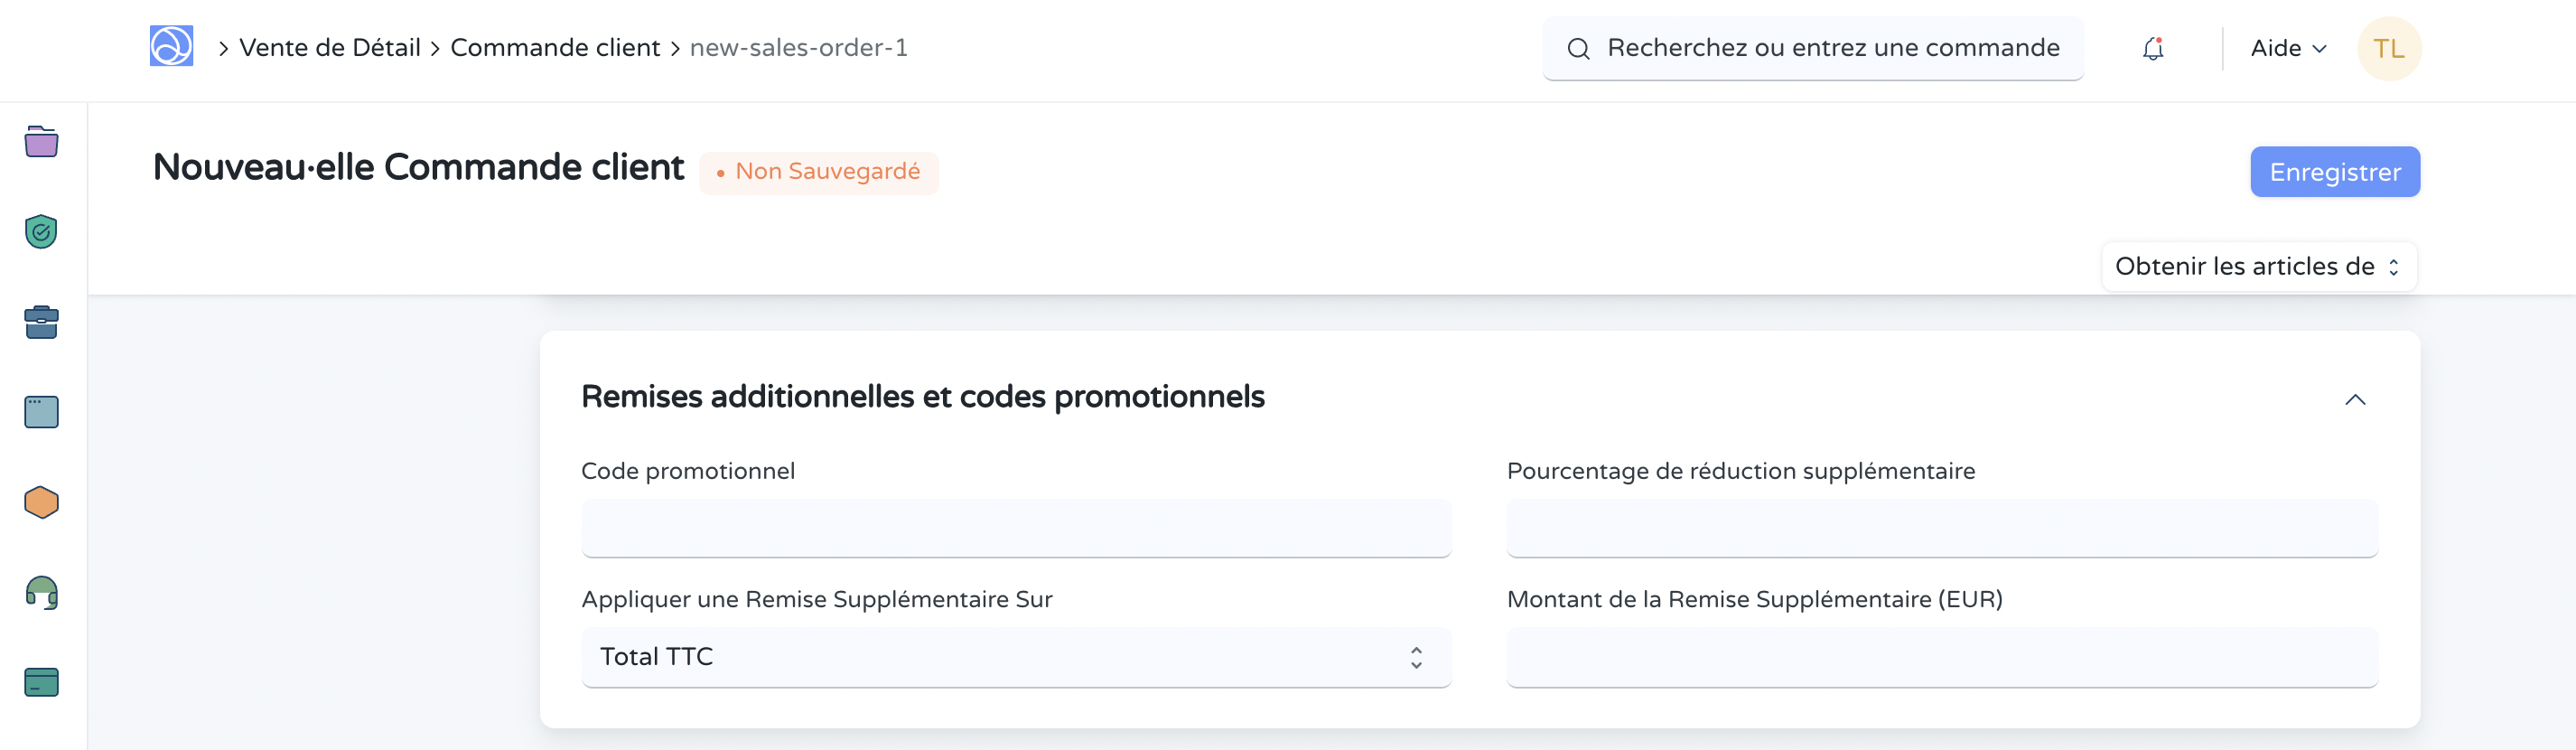 Vente de Détail Commande client new-sales-order-1
Recherchez ou entrez une commande
Aide
TL
Nouveau·elle Commande client
Non Sauvegardé
Enregistrer
Obtenir les articles de
Remises additionnelles et codes promotionnels
Code promotionnel
Pourcentage de réduction supplémentaire
Appliquer une Remise Supplémentaire Sur
Montant de la Remise Supplémentaire (EUR)
Total TTC